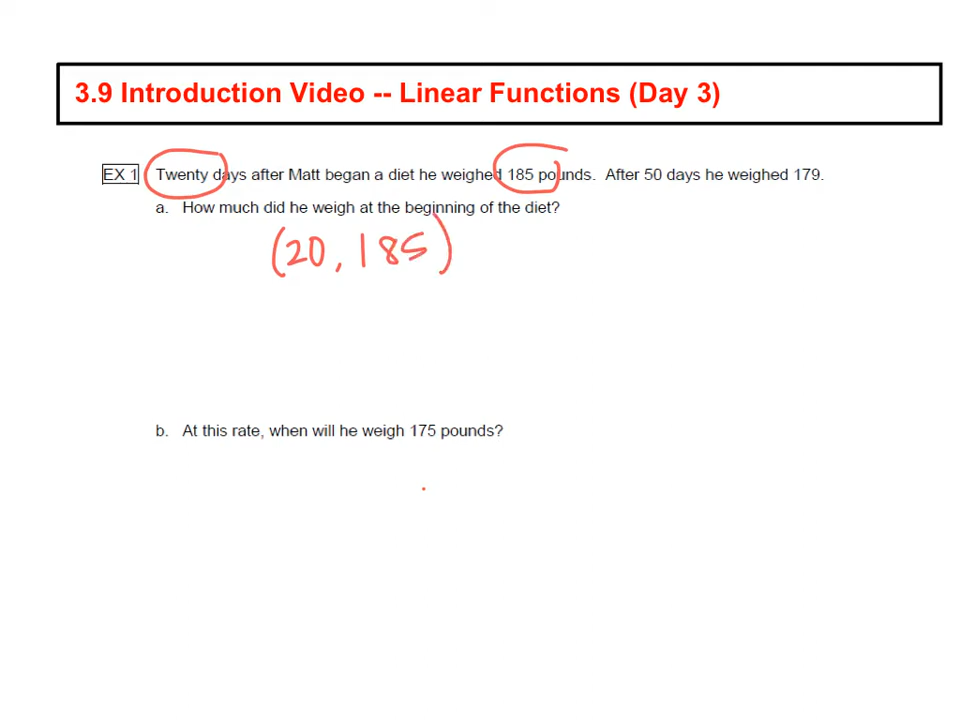 3.9 Introduction Video -- Linear Functions (Day 3)
EX 1 Twenty days after Matt began a diet he weighed 185 pounds. After 50 days he weighed 179.
a. How much did he weigh at the beginning of the diet?
(20, 185)
b. At this rate, when will he weigh 175 pounds?